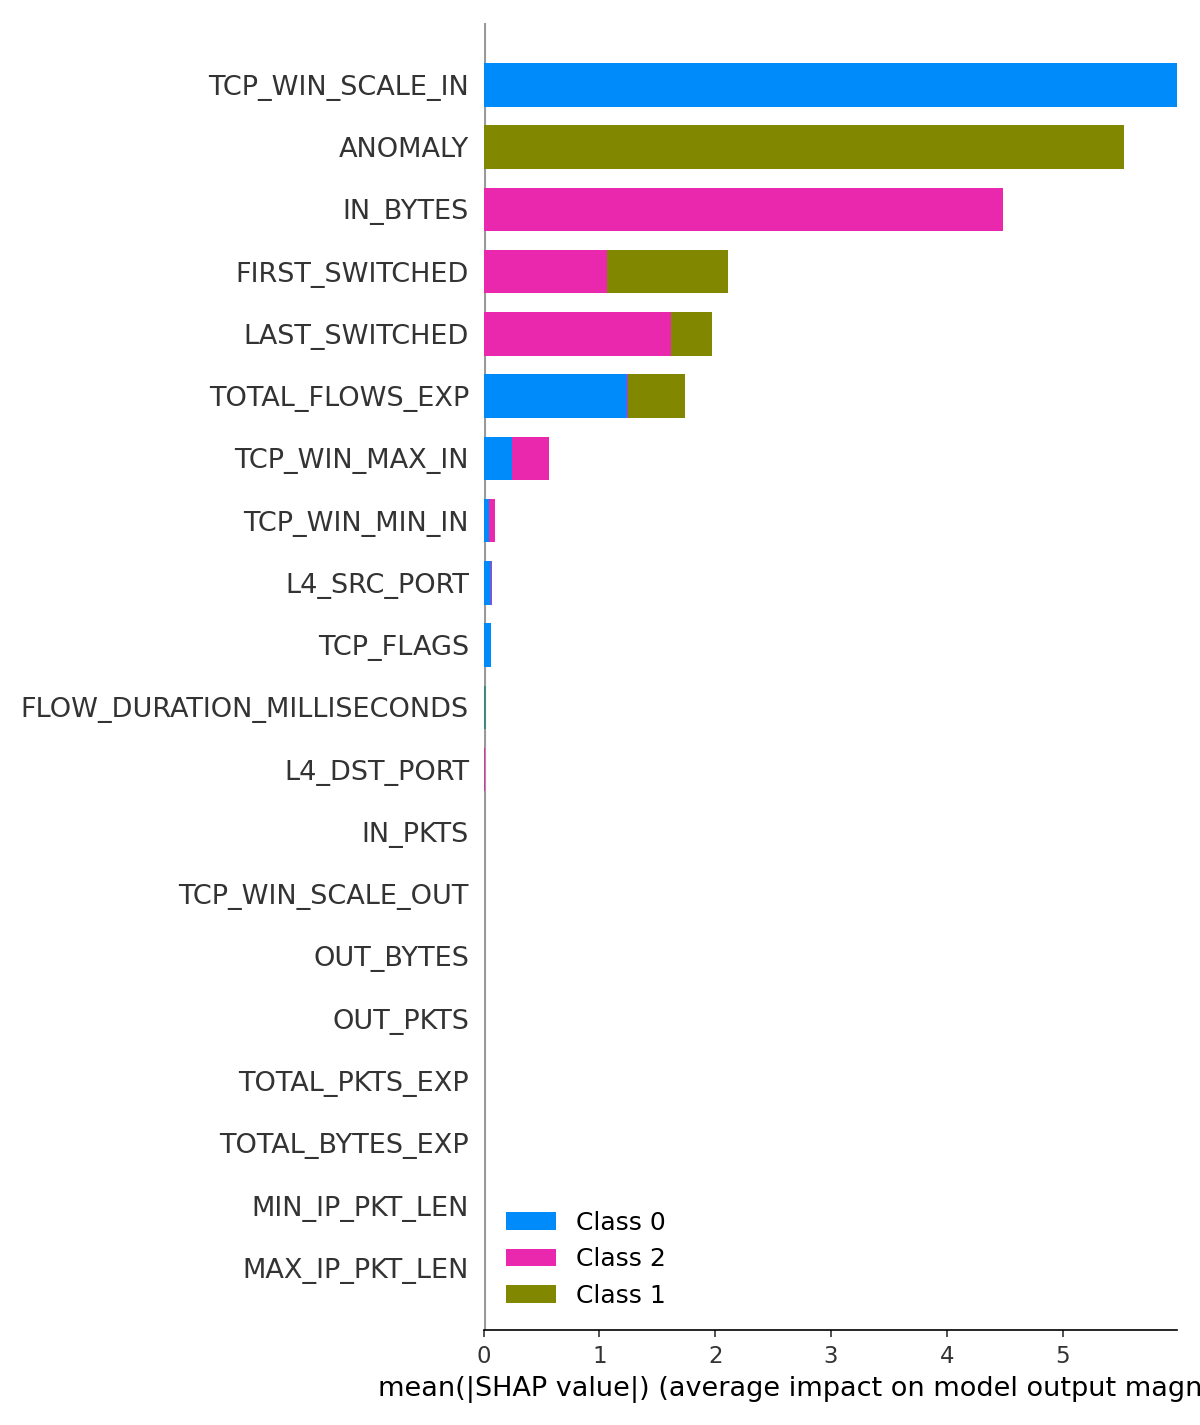 TCP_WIN_SCALE_IN
ANOMALY
IN_BYTES
FIRST_SWITCHED
LAST_SWITCHED
TOTAL_FLOWS_EXP
TCP_WIN_MAX_IN
TCP_WIN_MIN_IN
L4_SRC_PORT
TCP_FLAGS
FLOW_DURATION_MILLISECONDS
L4_DST_PORT
IN_PKTS
TCP_WIN_SCALE_OUT
OUT_BYTES
OUT_PKTS
TOTAL_PKTS_EXP
TOTAL_BYTES_EXP
MIN_IP_PKT_LEN
MAX_IP_PKT_LEN
Class 0
Class 2
Class 1
0 1 2 3 4 5
mean(|SHAP value|) (average impact on model output magn